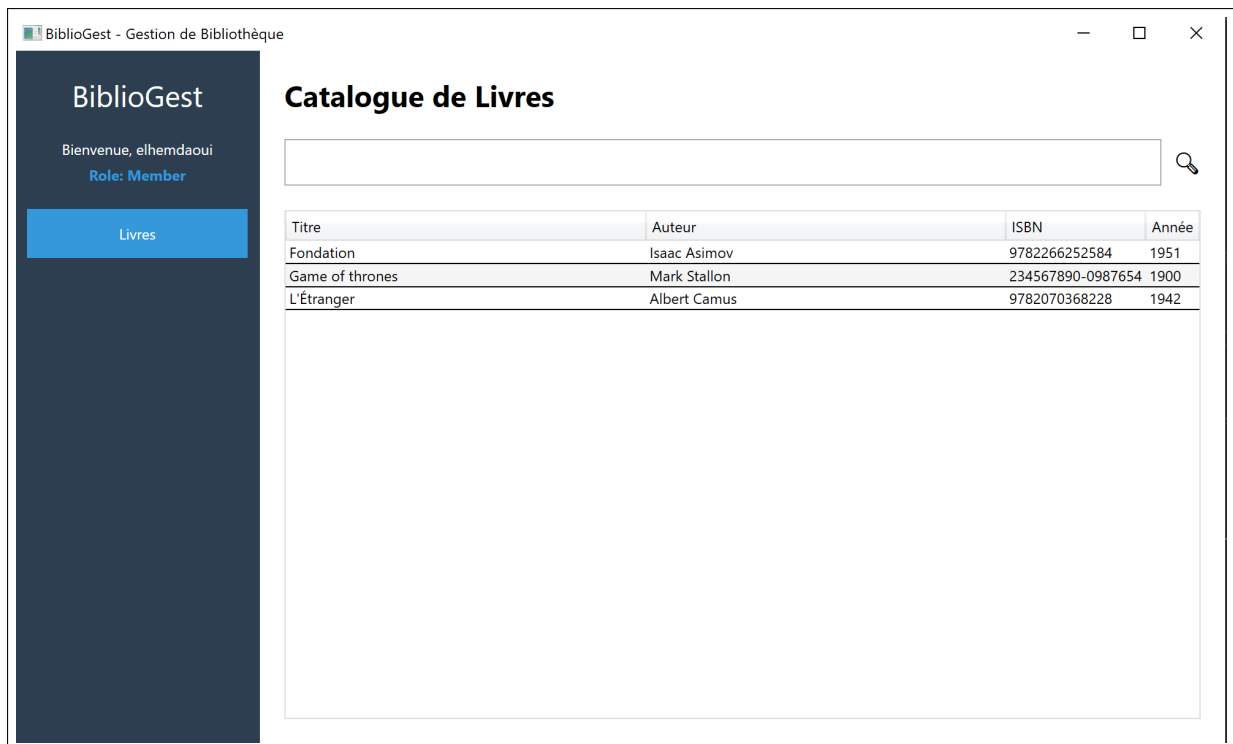 BiblioGest - Gestion de Bibliothèque
BiblioGest
Bienvenue, elhemdaoui
Role: Member
Livres
Catalogue de Livres
Titre Auteur ISBN Année
Fondation Isaac Asimov 9782266252584 1951
Game of thrones Mark Stallon 234567890-0987654 1900
L'Étranger Albert Camus 9782070368228 1942